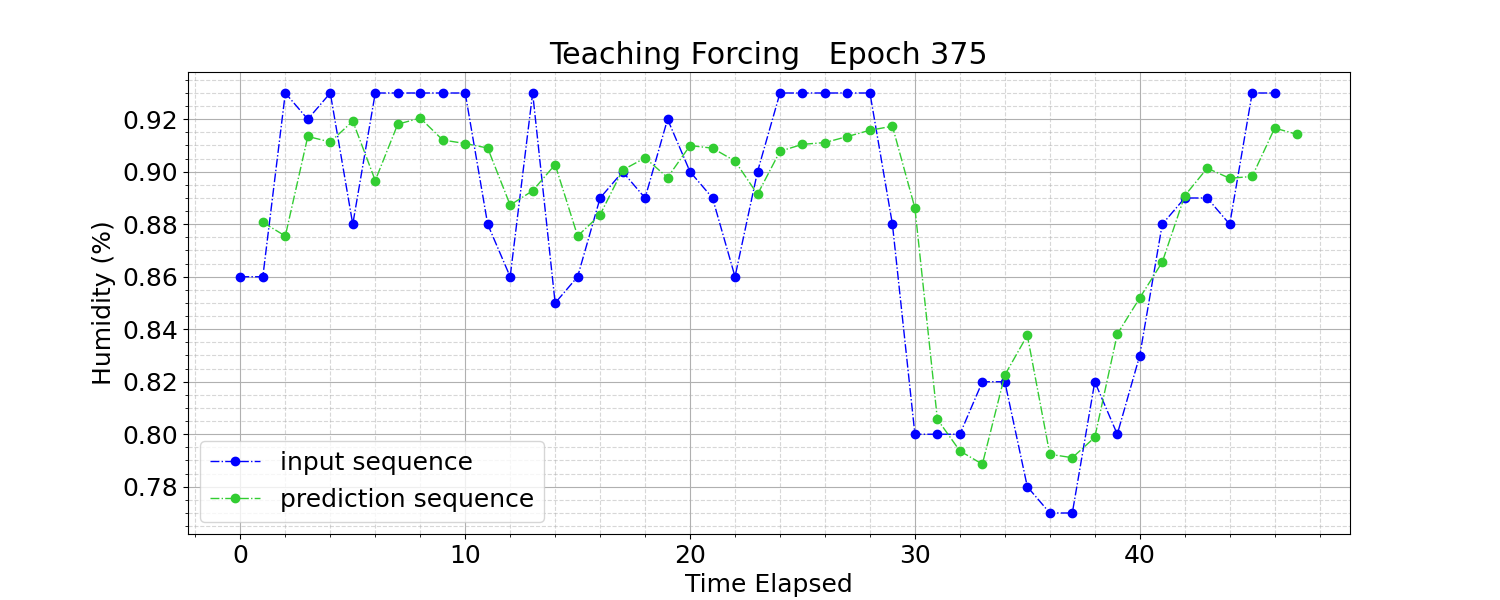 Teaching Forcing   Epoch 375
Humidity (%)
0.92
0.90
0.88
0.86
0.84
0.82
0.80
0.78
input sequence
prediction sequence
0 10 20 30 40
Time Elapsed